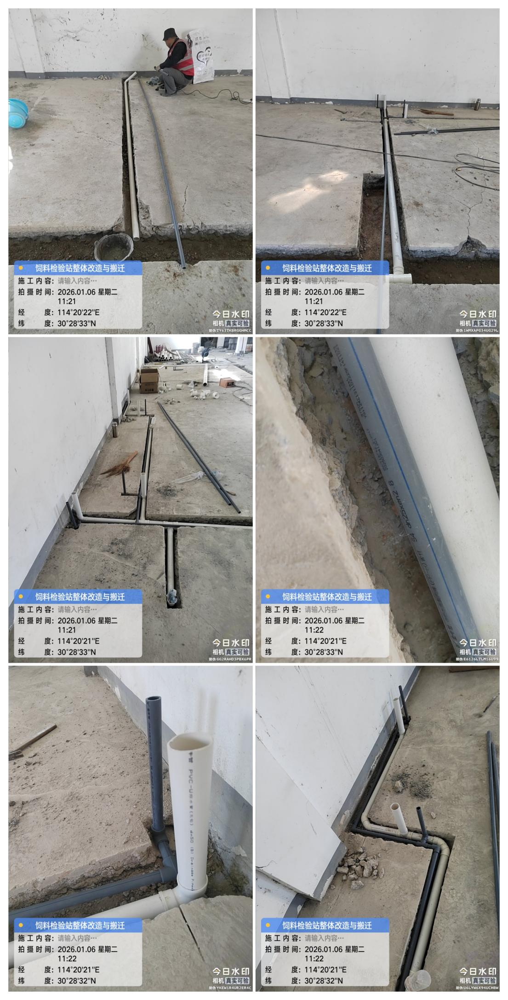 饲料检验站整体改造与搬迁
施工内容：请输入内容…
拍摄时间：2026.01.06 星期二
11:21
经度：114°20'22"E
纬度：30°28'33"N
今日水印
相机 真实可验
防伪 TY63TKBRGGHMCC
饲料检验站整体改造与搬迁
施工内容：请输入内容…
拍摄时间：2026.01.06 星期二
11:21
经度：114°20'22"E
纬度：30°28'33"N
今日水印
相机 真实可验
防伪 1WMXAPG34UG29L
饲料检验站整体改造与搬迁
施工内容：请输入内容…
拍摄时间：2026.01.06 星期二
11:21
经度：114°20'21"E
纬度：30°28'33"N
今日水印
相机 真实可验
防伪 GG2RAHD3PBX6PR
S4 dn25xen2.8
饲料检验站整体改造与搬迁
施工内容：请输入内容…
拍摄时间：2026.01.06 星期二
11:22
经度：114°20'21"E
纬度：30°28'33"N
今日水印
相机 真实可验
防伪 E6126LTLM16U99
PVC-U dn50 (B) Drainage Pipes
饲料检验站整体改造与搬迁
施工内容：请输入内容…
拍摄时间：2026.01.06 星期二
11:22
经度：114°20'21"E
纬度：30°28'32"N
今日水印
相机 真实可验
防伪 YKEW1R4UR2ER4C
饲料检验站整体改造与搬迁
施工内容：请输入内容…
拍摄时间：2026.01.06 星期二
11:22
经度：114°20'21"E
纬度：30°28'32"N
今日水印
相机 真实可验
防伪 U6LYW6X94UCHBW